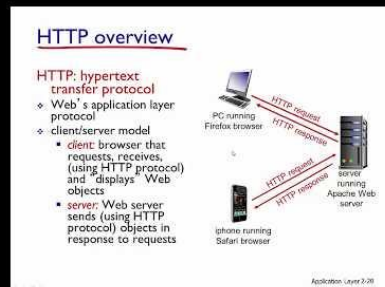 HTTP overview
HTTP: hypertext
transfer protocol
Web's application layer
protocol
client/server model
client: browser that
requests, receives,
(using HTTP protocol)
and "displays" Web
objects
server: Web server
sends (using HTTP
protocol) objects in
response to requests
PC running
Firefox browser
HTTP request
HTTP response
HTTP request
HTTP response
server
running
Apache Web
server
iphone running
Safari browser
Application Layer 2-20